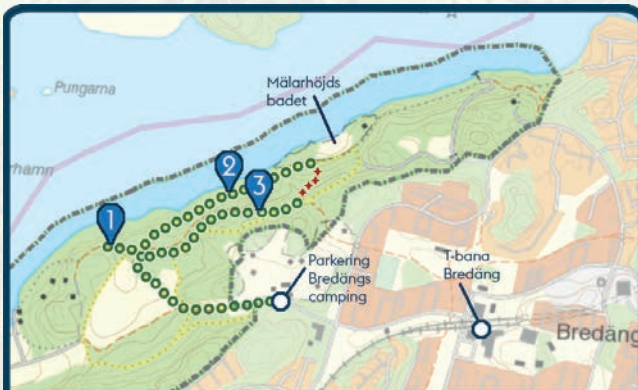 Pungarna
Mälarhöjds
badet
rhamn
2
3
1
Parkering
Bredängs
camping
T-bana
Bredäng
Bredäng